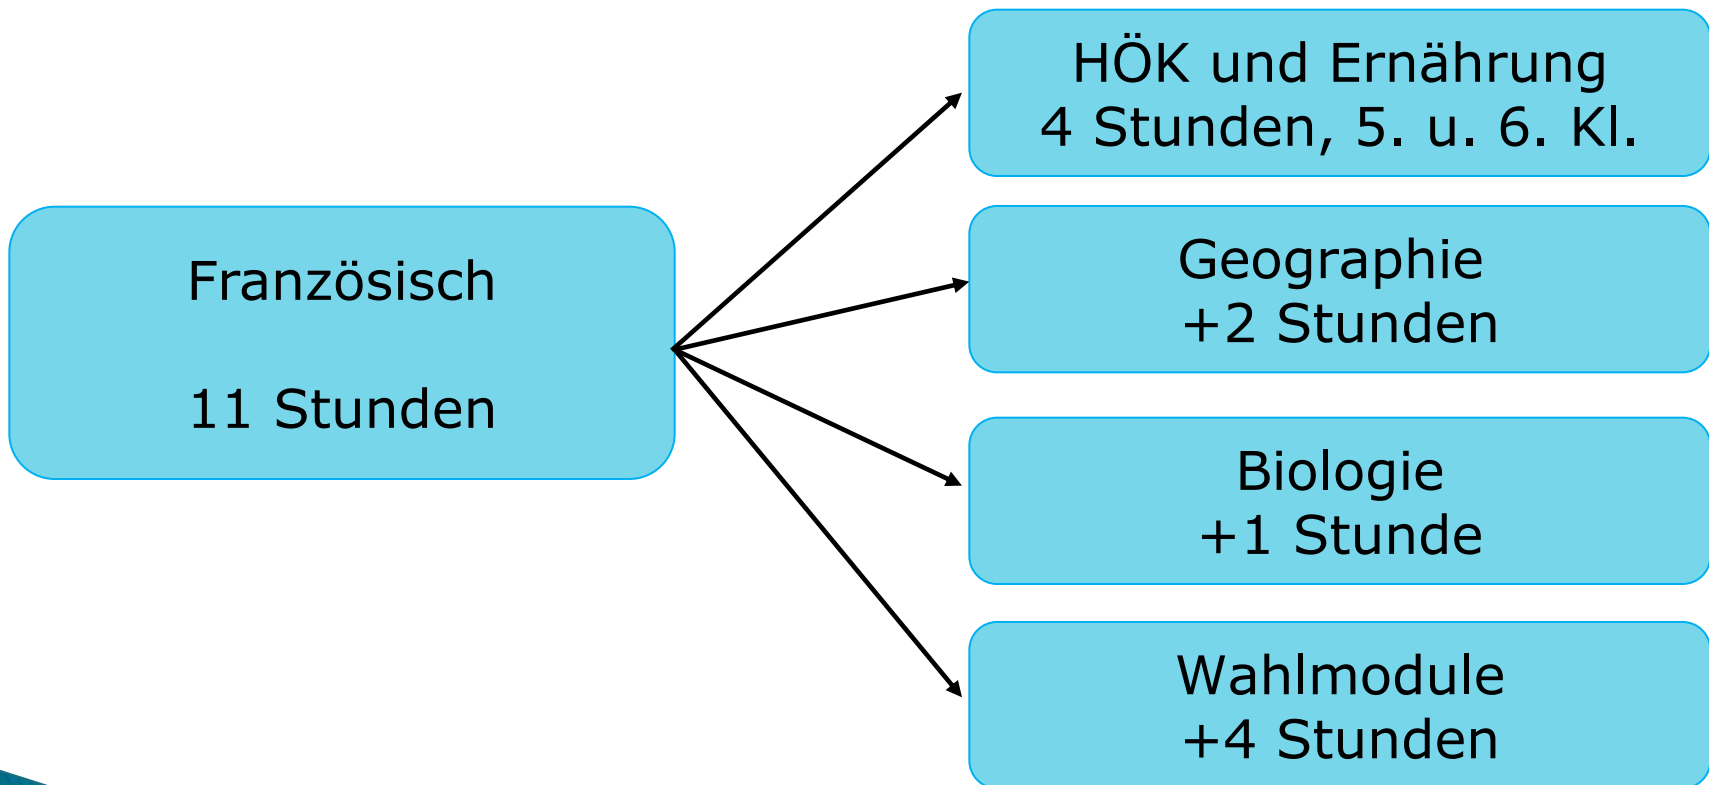 Französisch
11 Stunden
HÖK und Ernährung
4 Stunden, 5. u. 6. Kl.
Geographie
+2 Stunden
Biologie
+1 Stunde
Wahlmodule
+4 Stunden